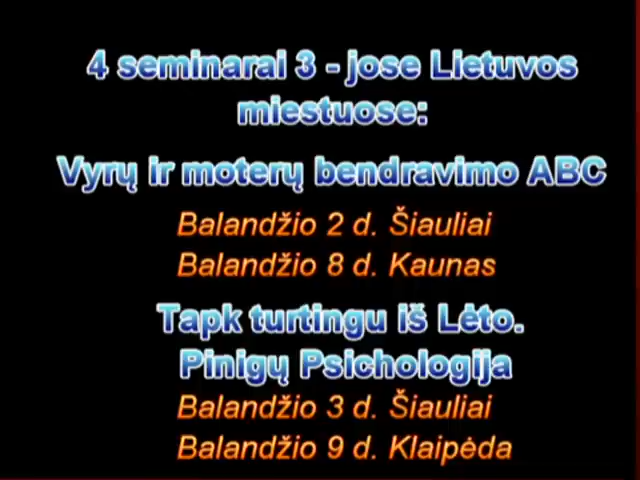 4 seminarai 3 - jose Lietuvos
miestuose:
Vyrų ir moterų bendravimo ABC
Balandžio 2 d. Šiauliai
Balandžio 8 d. Kaunas
Tapk turtingu iš Lėto.
Pinigų Psichologija
Balandžio 3 d. Šiauliai
Balandžio 9 d. Klaipėda